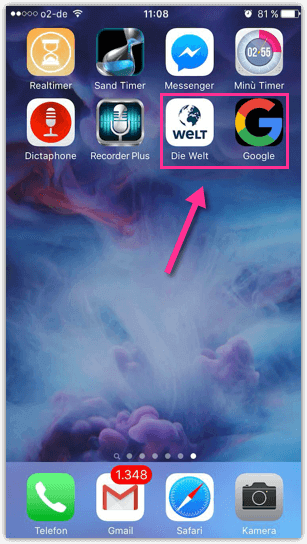 o2-de 11:08 81 %
02:55
Realtimer Sand Timer Messenger Minü Timer
WELT G
Dictaphone Recorder Plus Die Welt Google
1.348
Telefon Gmail Safari Kamera